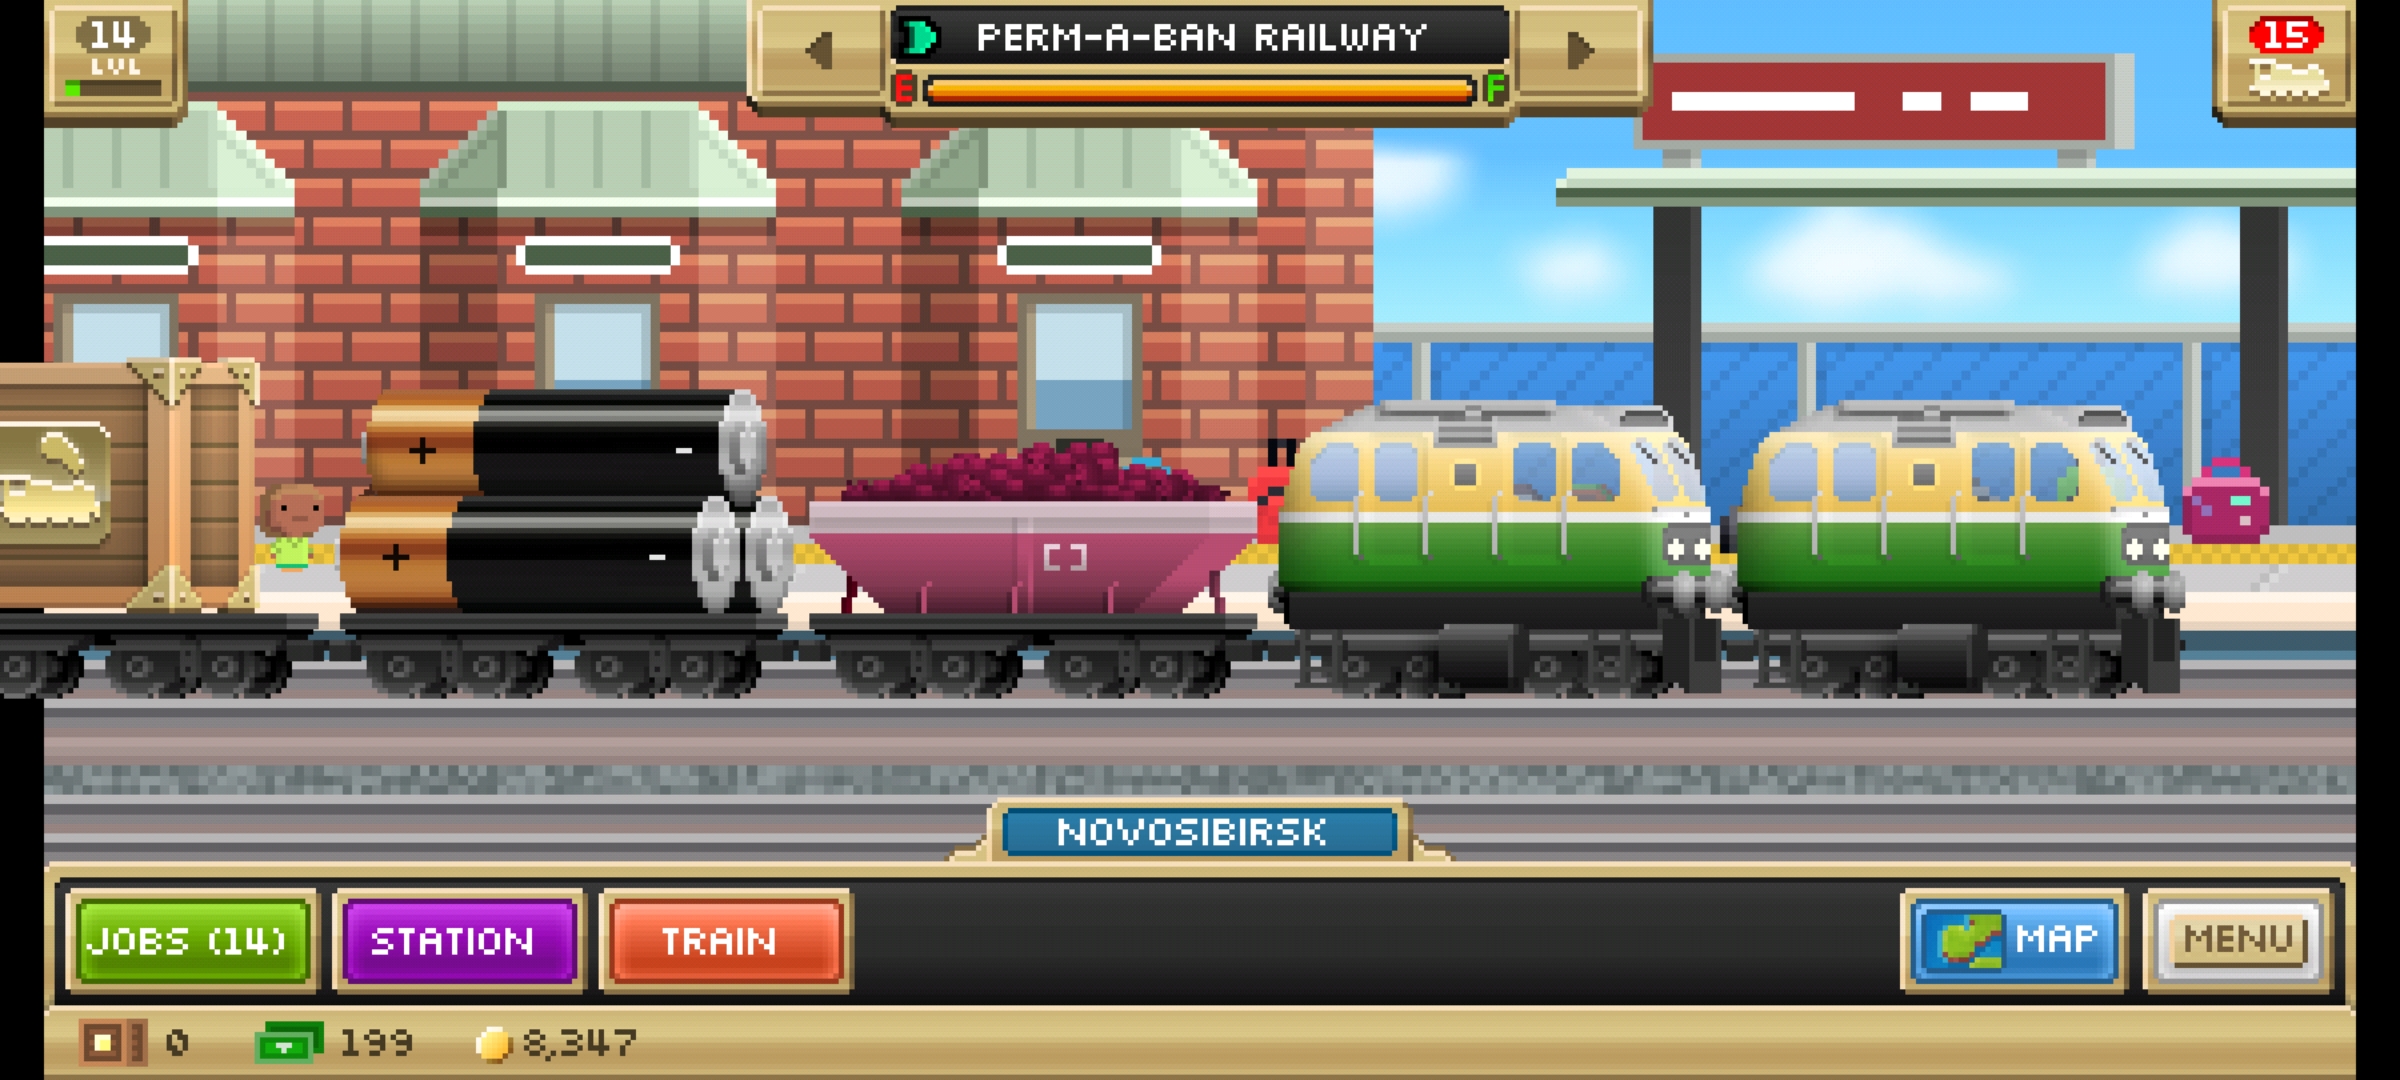 14
LVL
PERM-A-BAN RAILWAY
E F
15
+ -
+ -
NOVOSIBIRSK
JOBS (14) STATION TRAIN MAP MENU
0 199 8,347